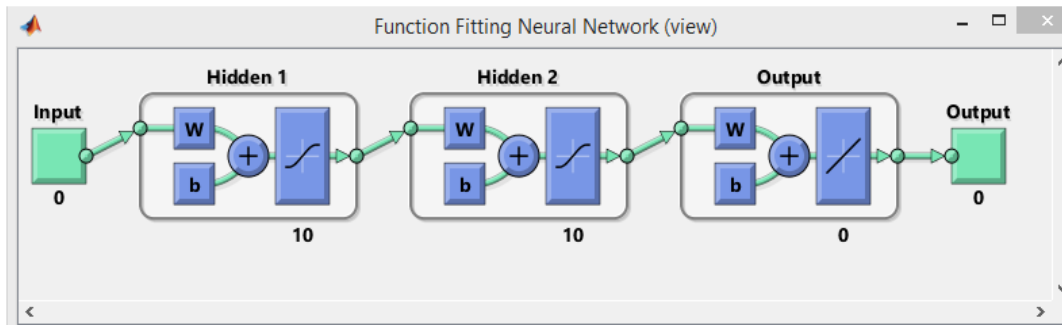 Function Fitting Neural Network (view)
Hidden 1 Hidden 2 Output
Input Output
W W W
b b b
0 0
10 10 0